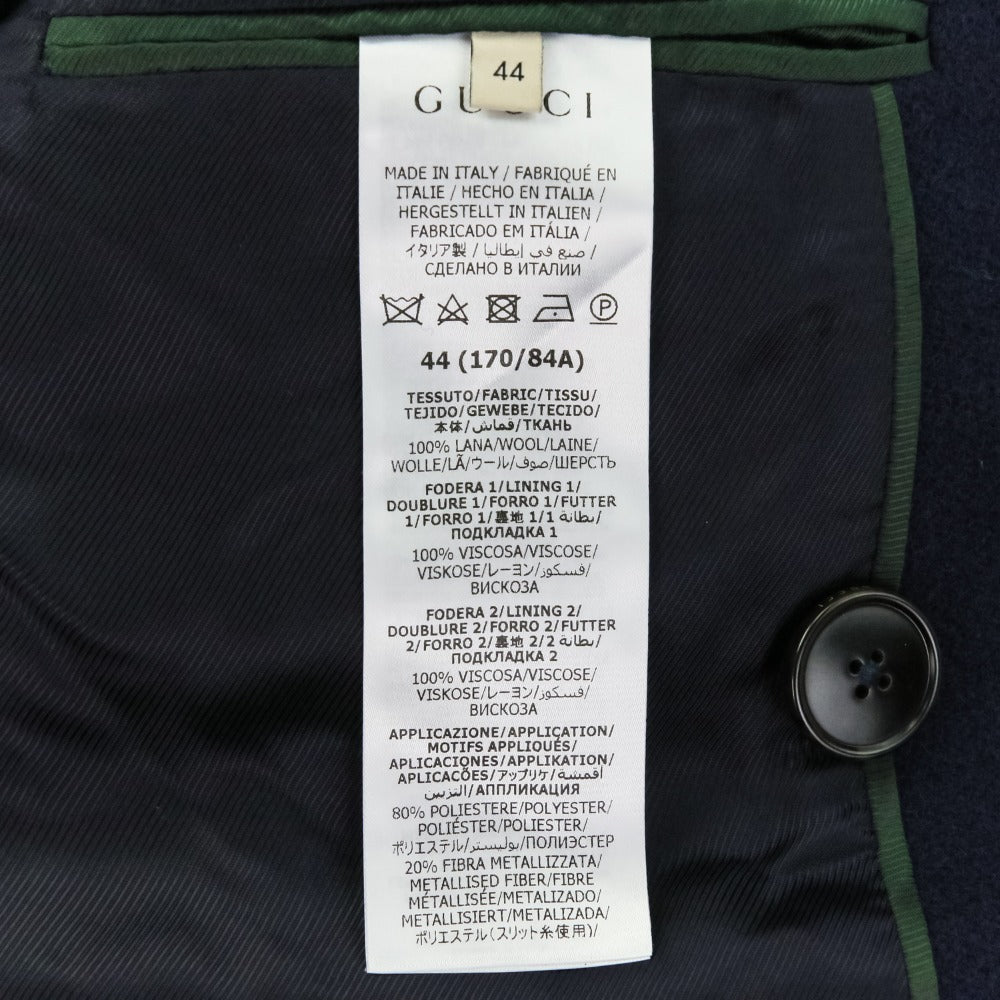 44
GUCCI
MADE IN ITALY / FABRIQUÉ EN
ITALIE / HECHO EN ITALIA /
HERGESTELLT IN ITALIEN /
FABRICADO EM ITÁLIA /
イタリア製 / صنع في إيطاليا /
СДЕЛАНО В ИТАЛИИ
P
44 (170/84A)
TESSUTO/FABRIC/TISSU/
TEJIDO/GEWEBE/TECIDO/
本体/قماش/ТКАНЬ
100% LANA/WOOL/LAINE/
WOLLE/LÃ/ウール/صوف/ШЕРСТЬ
FODERA 1/LINING 1/
DOUBLURE 1/FORRO 1/FUTTER
1/FORRO 1/裏地 1/1 بطانة/
ПОДКЛАДКА 1
100% VISCOSA/VISCOSE/
VISKOSE/レーヨン/فسكوز/
ВИСКОЗА
FODERA 2/LINING 2/
DOUBLURE 2/FORRO 2/FUTTER
2/FORRO 2/裏地 2/2 بطانة/
ПОДКЛАДКА 2
100% VISCOSA/VISCOSE/
VISKOSE/レーヨン/فسكوز/
ВИСКОЗА
APPLICAZIONE/APPLICATION/
MOTIFS APPLIQUÉS/
APLICACIONES/APPLIKATION/
APLICACÕES/アップリケ/أقمشة
التزيين/АППЛИКАЦИЯ
80% POLIESTERE/POLYESTER/
POLIÉSTER/POLIESTER/
ポリエステル/بوليستر/ПОЛИЭСТЕР
20% FIBRA METALLIZZATA/
METALLISED FIBER/FIBRE
MÉTALLISÉE/METALIZADO/
METALLISIERT/METALIZADA/
ポリエステル(スリット糸使用)/